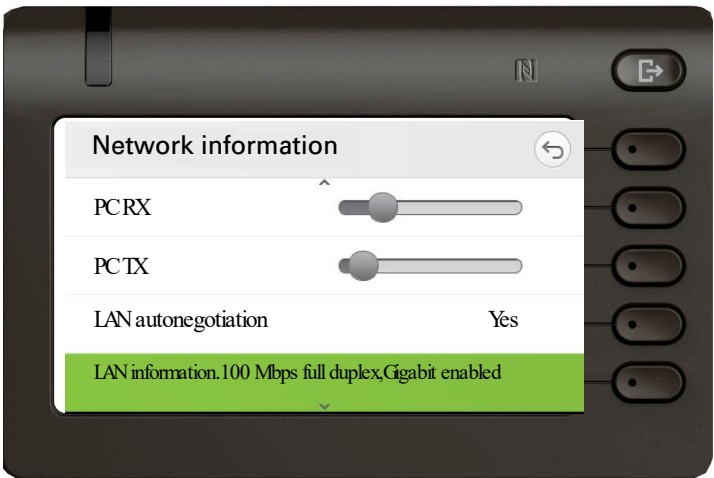 Network information
PC RX
PC TX
LAN autonegotiation Yes
LAN information.100 Mbps full duplex,Gigabit enabled